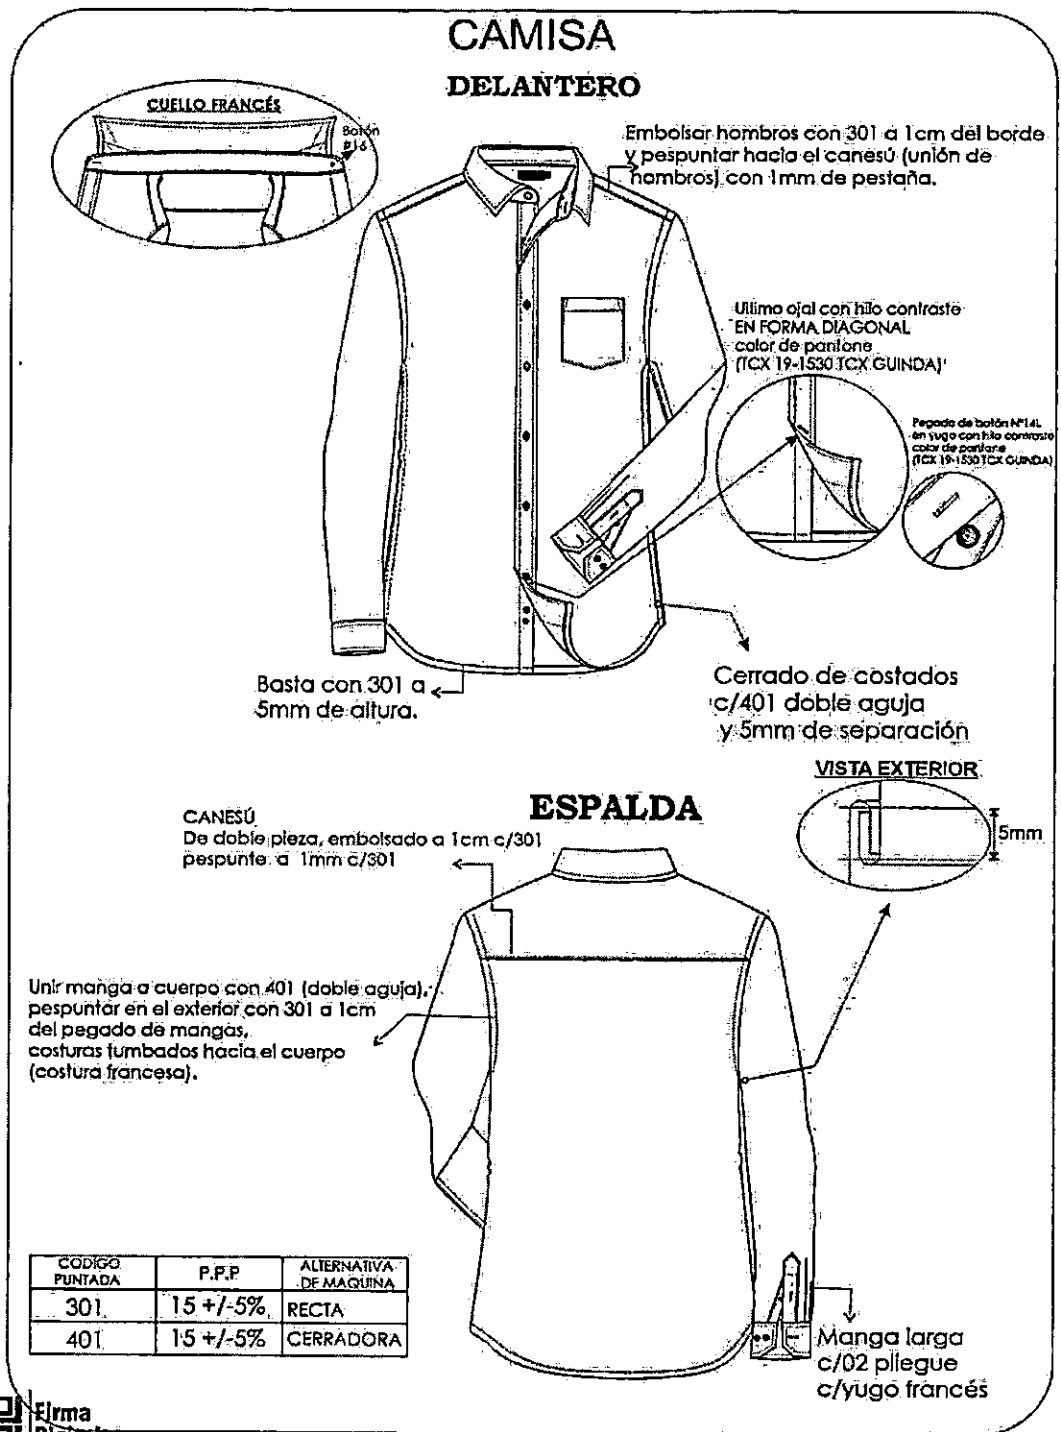 CAMISA
DELANTERO
CUELLO FRANCÉS
Botón
#16
Embolsar hombros con 301 a 1cm del borde
y pespuntar hacia el canesú (unión de
hombros) con 1mm de pestaña.
Ultimo ojal con hilo contraste
EN FORMA DIAGONAL
color de pantone
(TCX 19-1530 TCX GUINDA)
Pegado de botón N°14L
en yugo con hilo contraste
color de pantone
(TCX 19-1530 TCX GUINDA)
Basta con 301 a
5mm de altura.
Cerrado de costados
c/401 doble aguja
y 5mm de separación
VISTA EXTERIOR
5mm
ESPALDA
CANESÚ
De doble pieza, embolsado a 1cm c/301
pespunte a 1mm c/301
Unir manga a cuerpo con 401 (doble aguja),
pespuntar en el exterior con 301 a 1cm
del pegado de mangas,
costuras tumbados hacia el cuerpo
(costura francesa).
CODIGO PUNTADA P.P.P ALTERNATIVA DE MAQUINA
301 15 +/-5% RECTA
401 15 +/-5% CERRADORA
Manga larga
c/02 pliegue
c/yugo francés
Firma